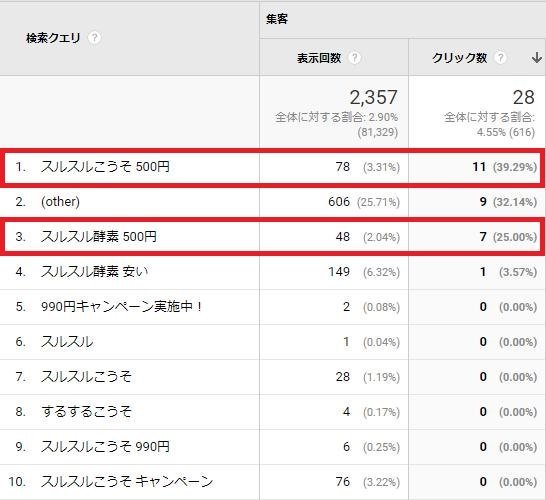 集客
検索クエリ ?
表示回数 ? クリック数 ?
2,357 28
全体に対する割合: 2.90% 全体に対する割合:
(81,329) 4.55% (616)
1. スルスルこうそ 500円 78 (3.31%) 11 (39.29%)
2. (other) 606 (25.71%) 9 (32.14%)
3. スルスル酵素 500円 48 (2.04%) 7 (25.00%)
4. スルスル酵素 安い 149 (6.32%) 1 (3.57%)
5. 990円キャンペーン実施中! 2 (0.08%) 0 (0.00%)
6. スルスル 1 (0.04%) 0 (0.00%)
7. スルスルこうそ 28 (1.19%) 0 (0.00%)
8. するするこうそ 4 (0.17%) 0 (0.00%)
9. スルスルこうそ 990円 6 (0.25%) 0 (0.00%)
10. スルスルこうそ キャンペーン 76 (3.22%) 0 (0.00%)